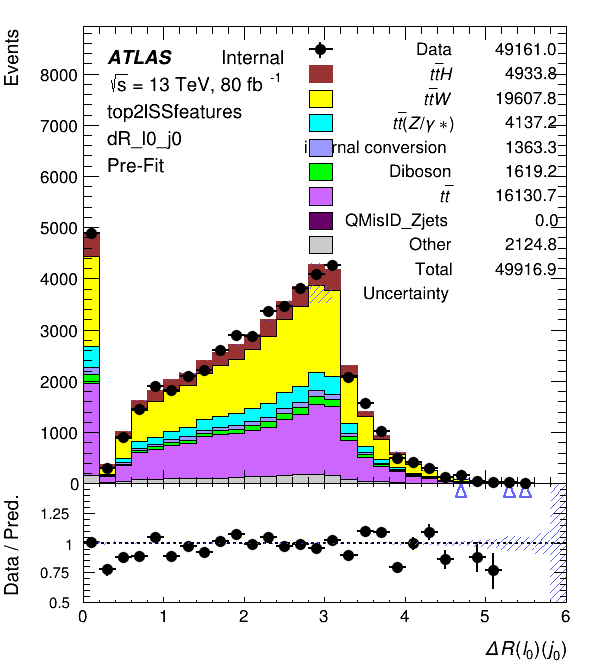 Events
ATLAS Internal
√s = 13 TeV, 80 fb⁻¹
top2lSSfeatures
dR_l0_j0
Pre-Fit
Data 49161.0
tt̄H 4933.8
tt̄W 19607.8
tt̄(Z/γ*) 4137.2
conversion 1363.3
Diboson 1619.2
tt̄ 16130.7
QMisID_Zjets 0.0
Other 2124.8
Total 49916.9
Uncertainty
8000
7000
6000
5000
4000
3000
2000
1000
0
Data / Pred.
1.25
1
0.75
0.5
0 1 2 3 4 5 6
ΔR(l₀)(j₀)